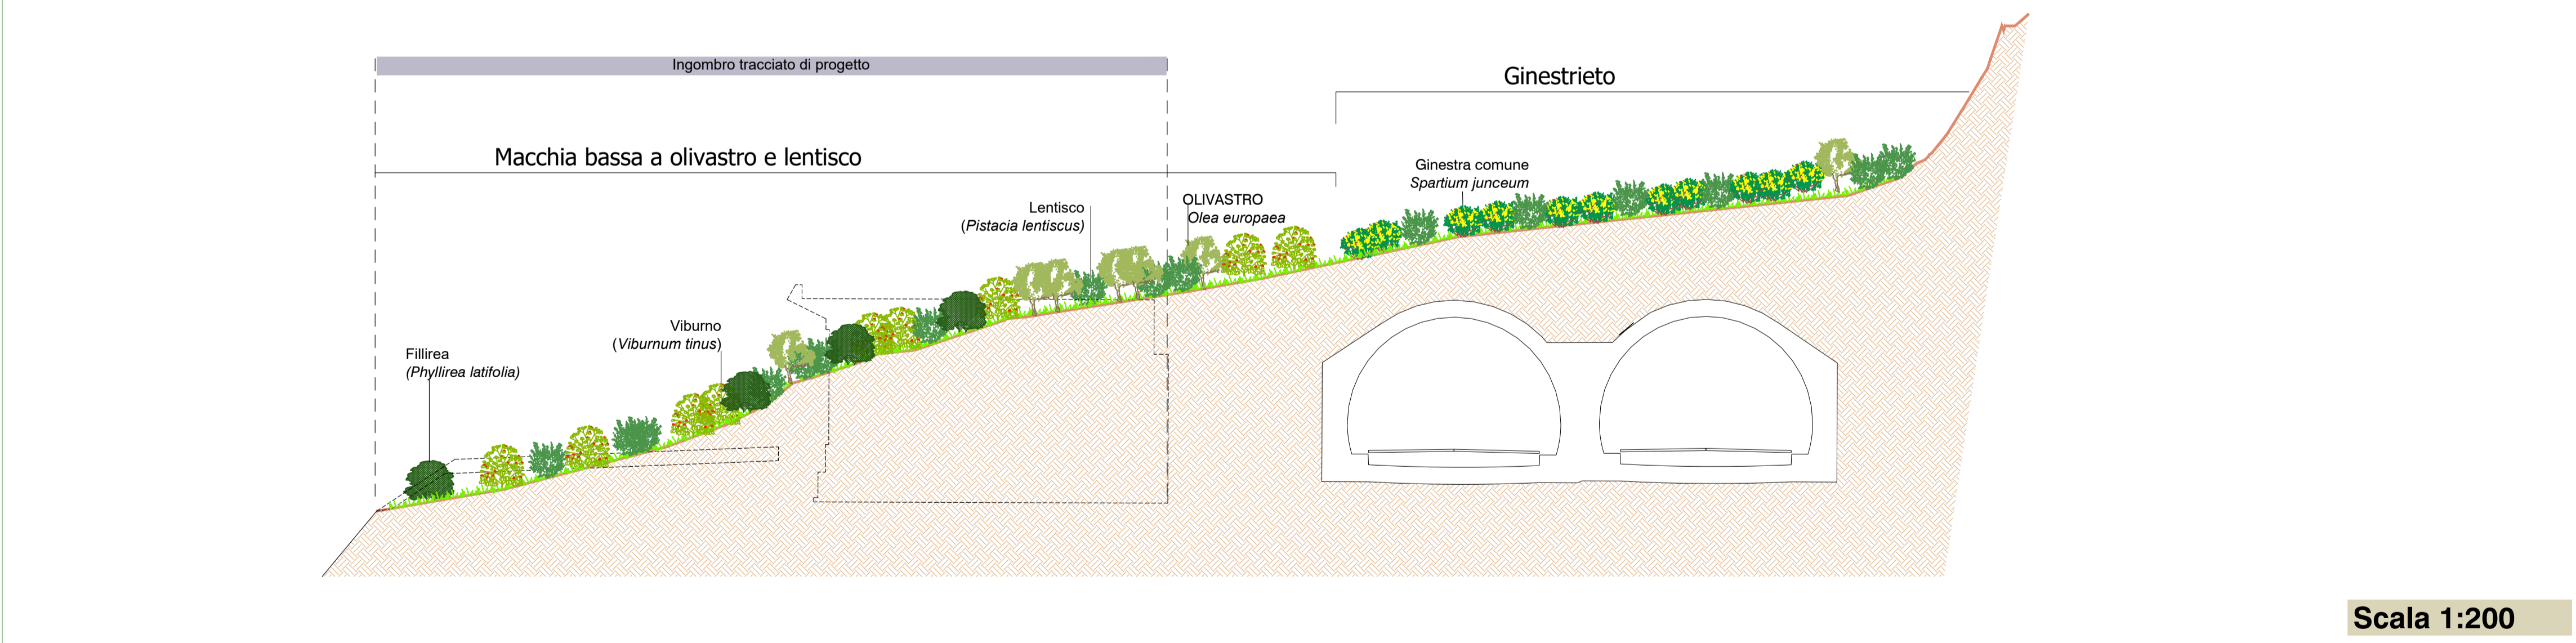 Ingombro tracciato di progetto
Ginestrieto
Macchia bassa a olivastro e lentisco
Ginestra comune
Spartium junceum
OLIVASTRO
Olea europaea
Lentisco
(Pistacia lentiscus)
Viburno
(Viburnum tinus)
Fillirea
(Phyllirea latifolia)
Scala 1:200